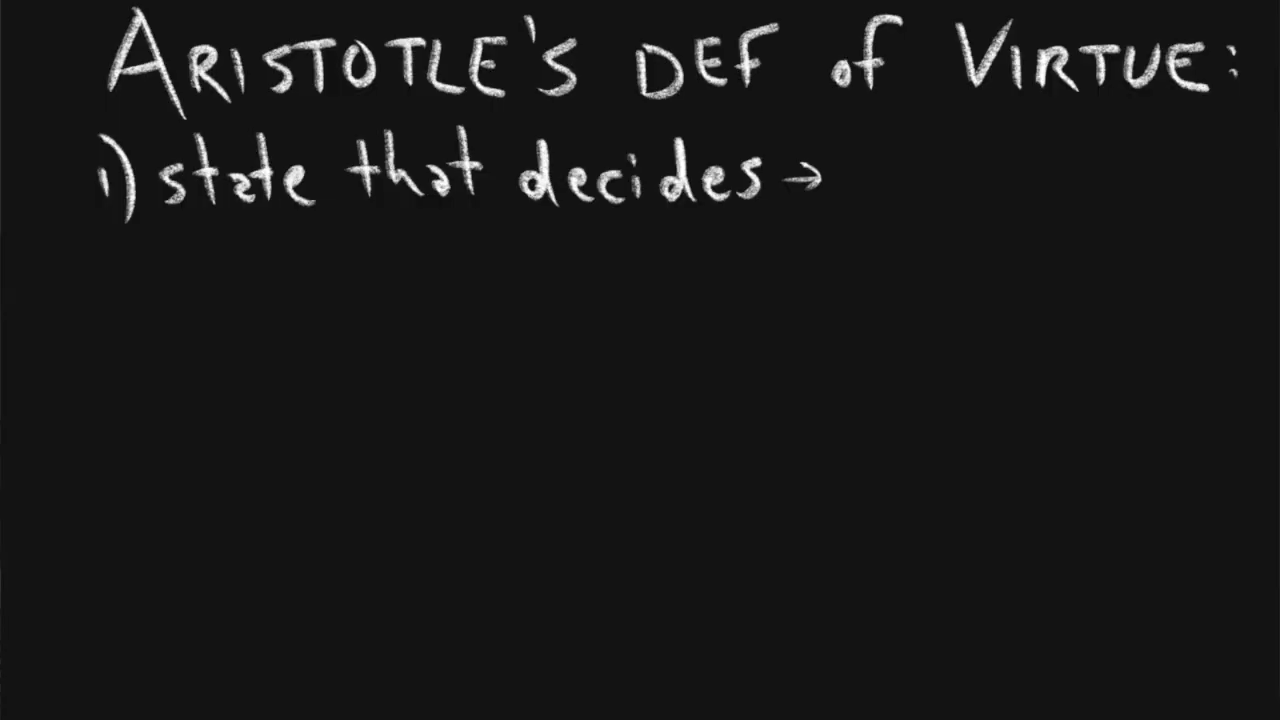 ARISTOTLE'S DEF of VIRTUE:
1) state that decides →